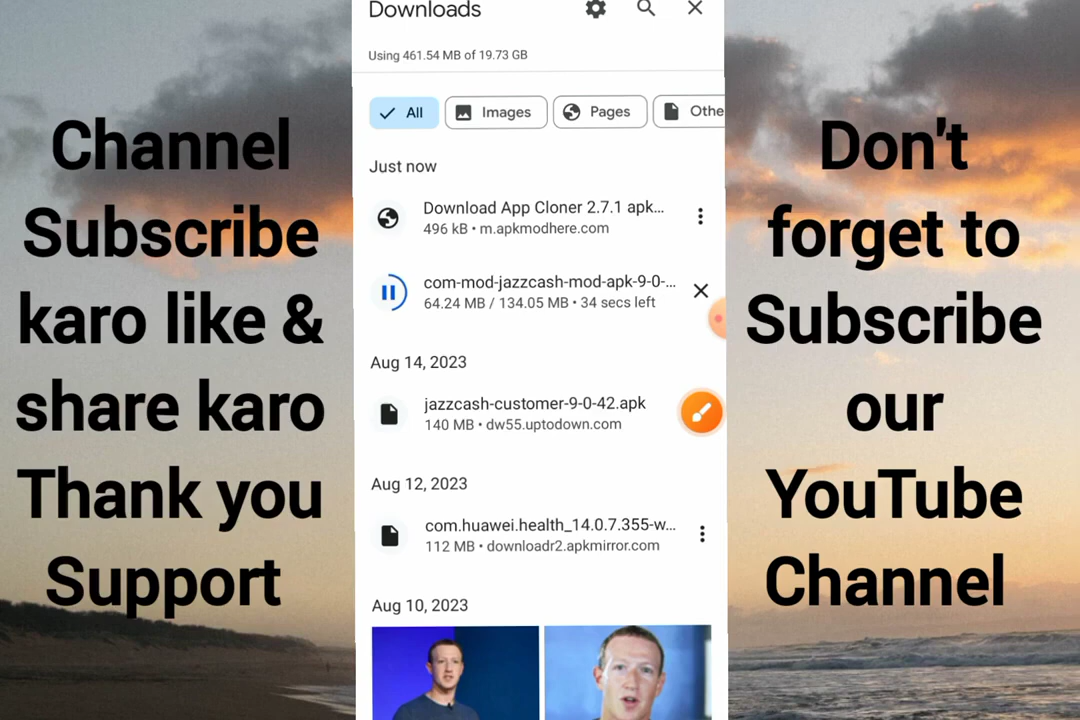 Channel
Subscribe
karo like &
share karo
Thank you
Support
Downloads
Using 461.54 MB of 19.73 GB
All
Images
Pages
Othe
Just now
Download App Cloner 2.7.1 apk...
496 kB • m.apkmodhere.com
com-mod-jazzcash-mod-apk-9-0-...
64.24 MB / 134.05 MB • 34 secs left
Aug 14, 2023
jazzcash-customer-9-0-42.apk
140 MB • dw55.uptodown.com
Aug 12, 2023
com.huawei.health_14.0.7.355-w...
112 MB • downloadr2.apkmirror.com
Aug 10, 2023
Don't
forget to
Subscribe
our
YouTube
Channel